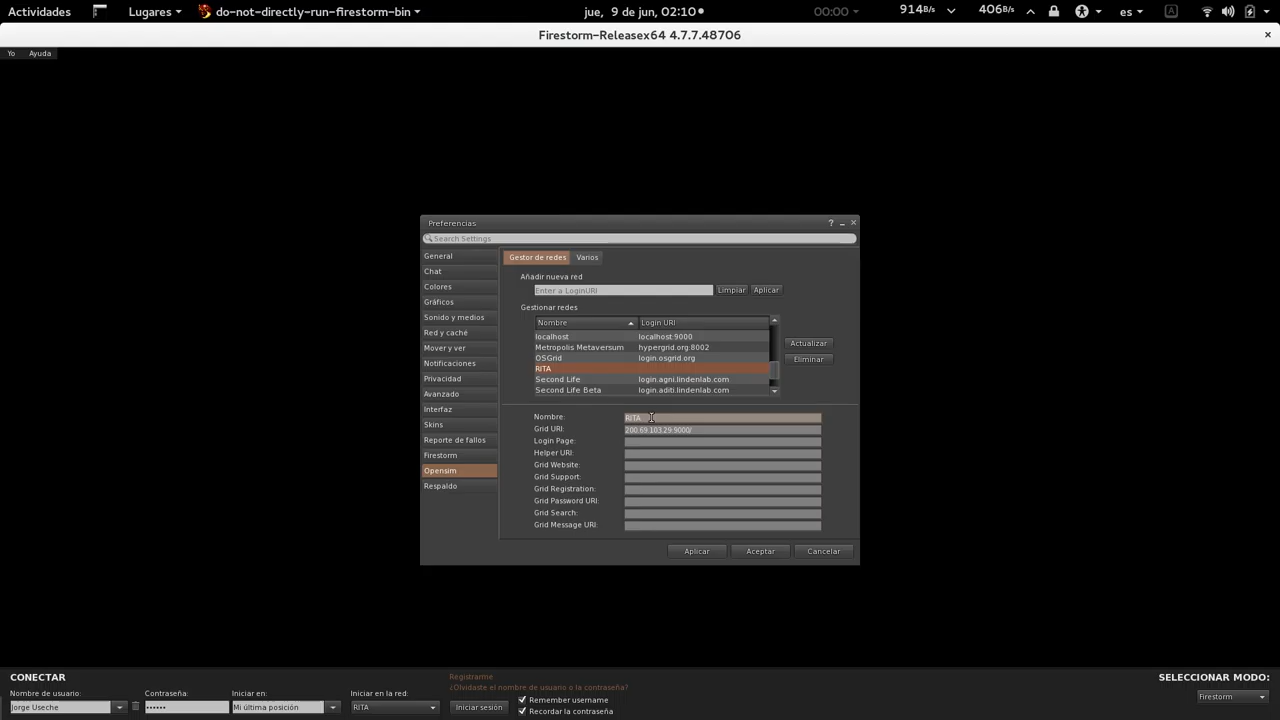 Actividades Lugares do-not-directly-run-firestorm-bin jue, 9 de jun, 02:10 00:00 914B/s 406B/s es A
Firestorm-Releasex64 4.7.7.48706 ×
Yo Ayuda
Preferencias ? _ ×
Search Settings
General
Chat
Colores
Gráficos
Sonido y medios
Red y caché
Mover y ver
Notificaciones
Privacidad
Avanzado
Interfaz
Skins
Reporte de fallos
Firestorm
Opensim
Respaldo
Gestor de redes Varios
Añadir nueva red
Enter a LoginURI Limpiar Aplicar
Gestionar redes
Nombre Login URI
localhost localhost:9000
Metropolis Metaversum hypergrid.org:8002
OSGrid login.osgrid.org
RITA
Second Life login.agni.lindenlab.com
Second Life Beta login.aditi.lindenlab.com
Actualizar
Eliminar
Nombre: RITA
Grid URI: 200.69.103.29:9000/
Login Page:
Helper URI:
Grid Website:
Grid Support:
Grid Registration:
Grid Password URI:
Grid Search:
Grid Message URI:
Aplicar Aceptar Cancelar
CONECTAR
Nombre de usuario: Contraseña: Iniciar en: Iniciar en la red:
Jorge Useche •••••• Mi última posición RITA Iniciar sesión
Registrarme
¿Olvidaste el nombre de usuario o la contraseña?
Remember username
Recordar la contraseña
SELECCIONAR MODO:
Firestorm